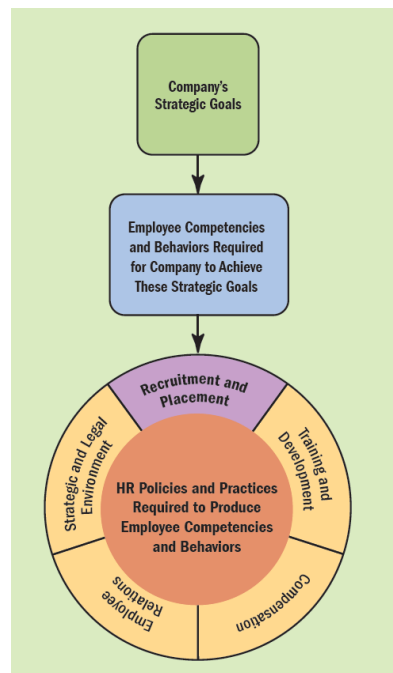 Company's
Strategic Goals
Employee Competencies
and Behaviors Required
for Company to Achieve
These Strategic Goals
Recruitment and
Placement
Strategic and Legal
Environment
Training and
Development
HR Policies and Practices
Required to Produce
Employee Competencies
and Behaviors
Employee
Relations
Compensation